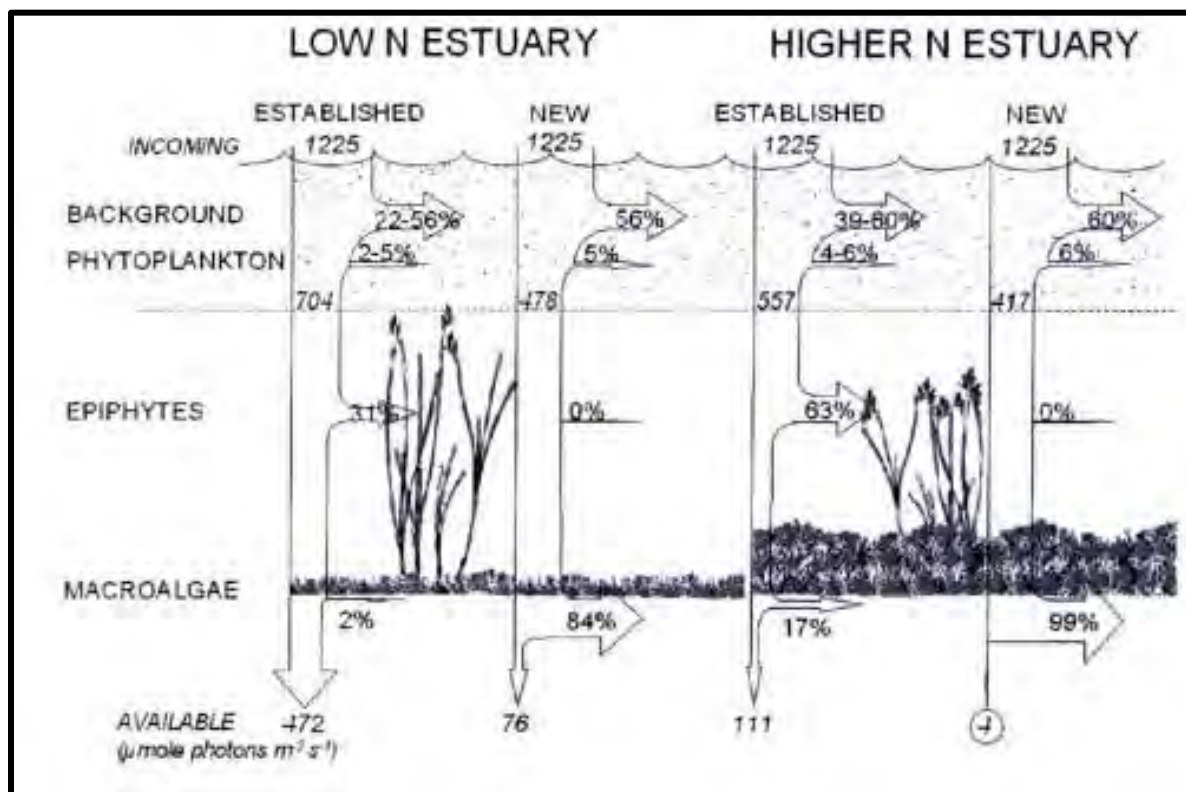 LOW N ESTUARY HIGHER N ESTUARY
ESTABLISHED NEW ESTABLISHED NEW
INCOMING 1225 1225 1225 1225
BACKGROUND 22-56% 56% 39-60% 60%
PHYTOPLANKTON 2-5% 5% 4-6% 6%
704 478 557 417
EPIPHYTES 31% 0% 63% 0%
MACROALGAE
2% 84% 17% 99%
AVAILABLE 472 76 111 4
(µmole photons m⁻² s⁻¹)